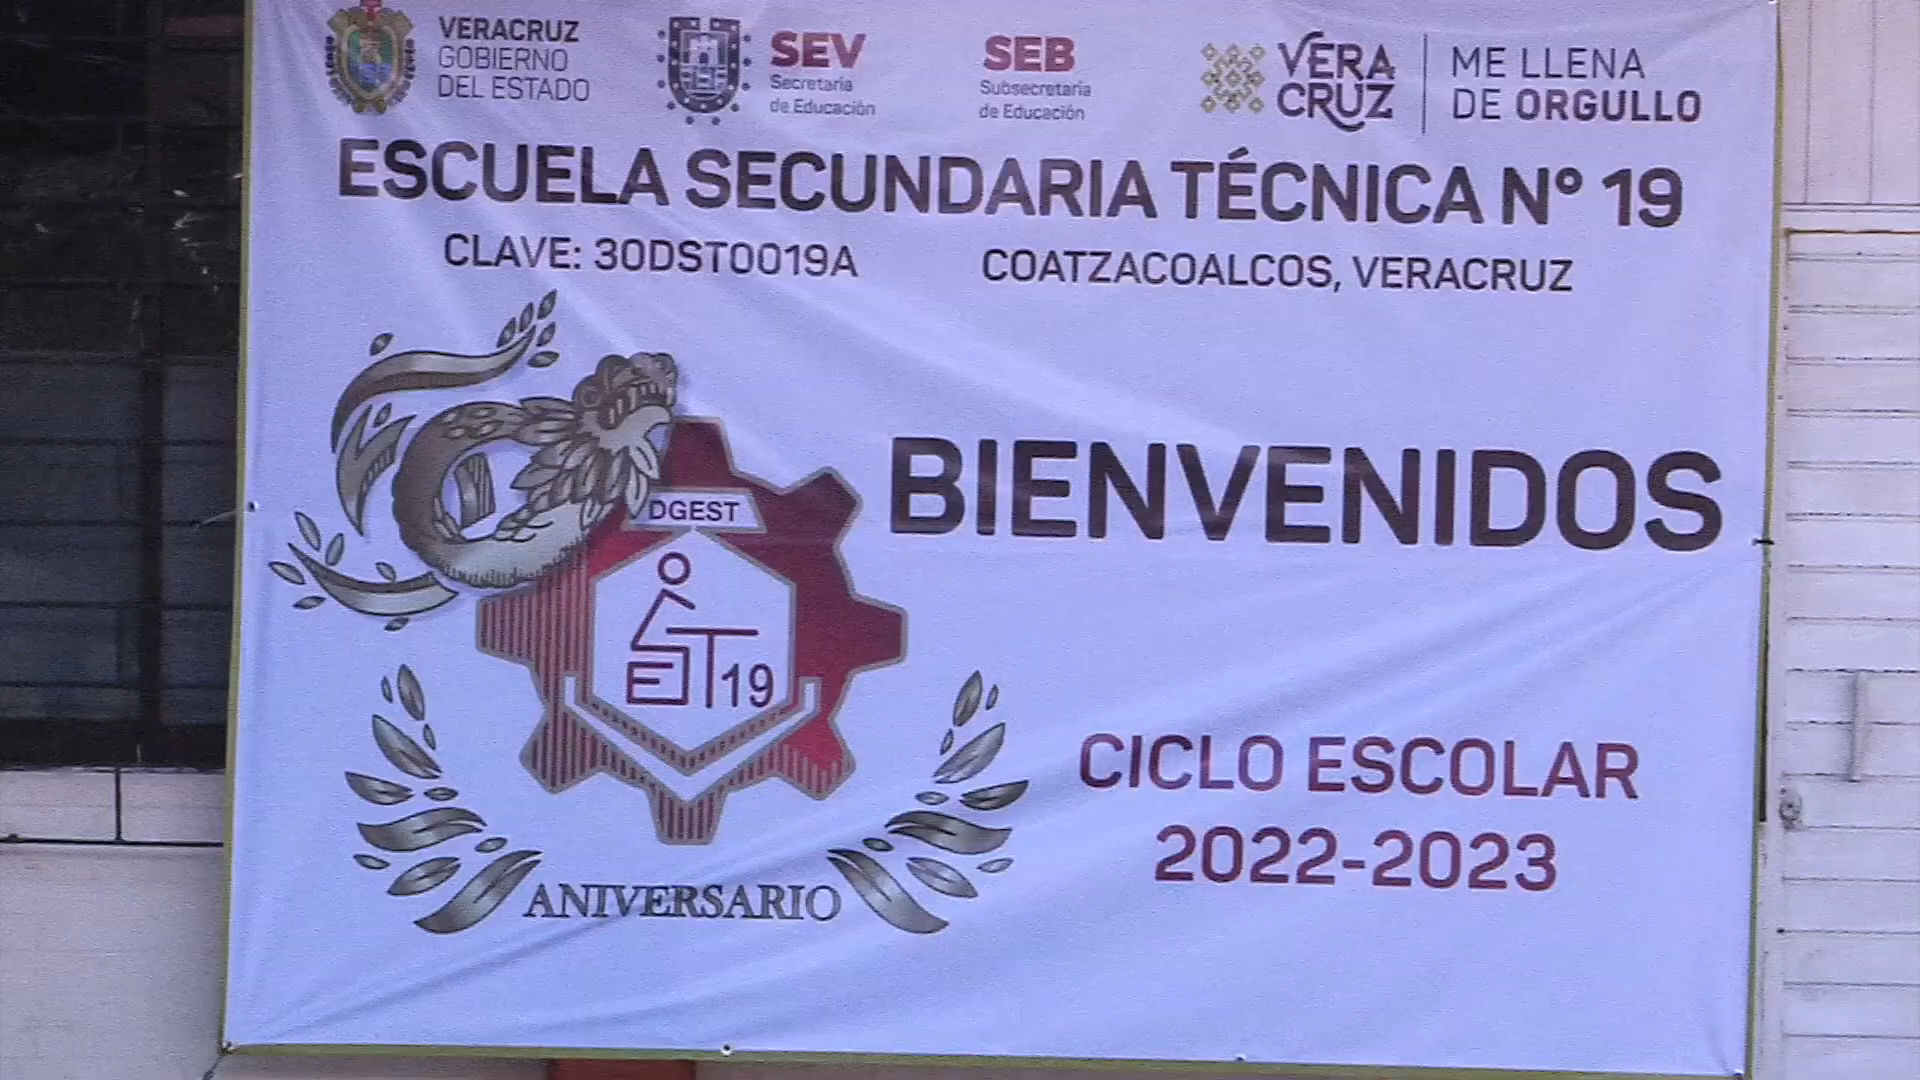 VERACRUZ
GOBIERNO
DEL ESTADO
SEV
Secretaría
de Educación
SEB
Subsecretaría
de Educación
VERA
CRUZ
ME LLENA
DE ORGULLO
ESCUELA SECUNDARIA TÉCNICA N° 19
CLAVE: 30DST0019A
COATZACOALCOS, VERACRUZ
BIENVENIDOS
DGEST
ET 19
ANIVERSARIO
CICLO ESCOLAR
2022-2023